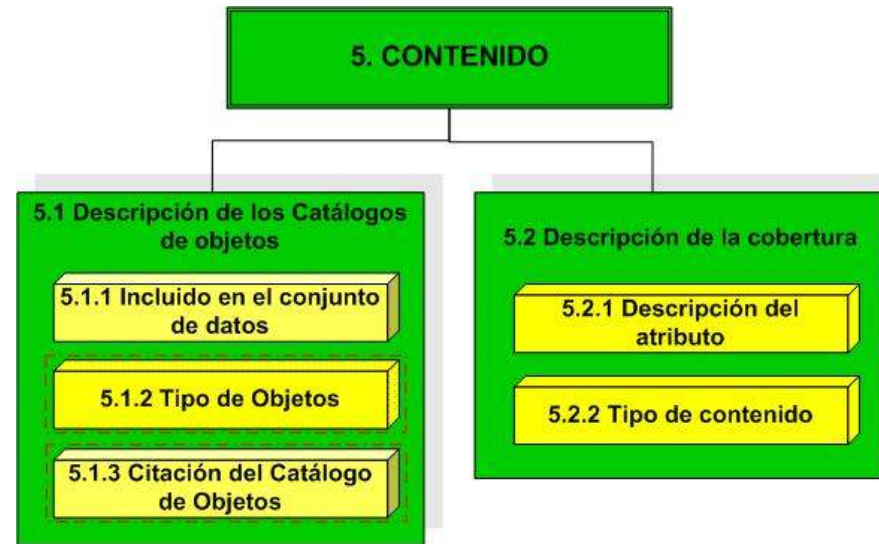 5. CONTENIDO
5.1 Descripción de los Catálogos
de objetos
5.1.1 Incluido en el conjunto
de datos
5.1.2 Tipo de Objetos
5.1.3 Citación del Catálogo
de Objetos
5.2 Descripción de la cobertura
5.2.1 Descripción del
atributo
5.2.2 Tipo de contenido